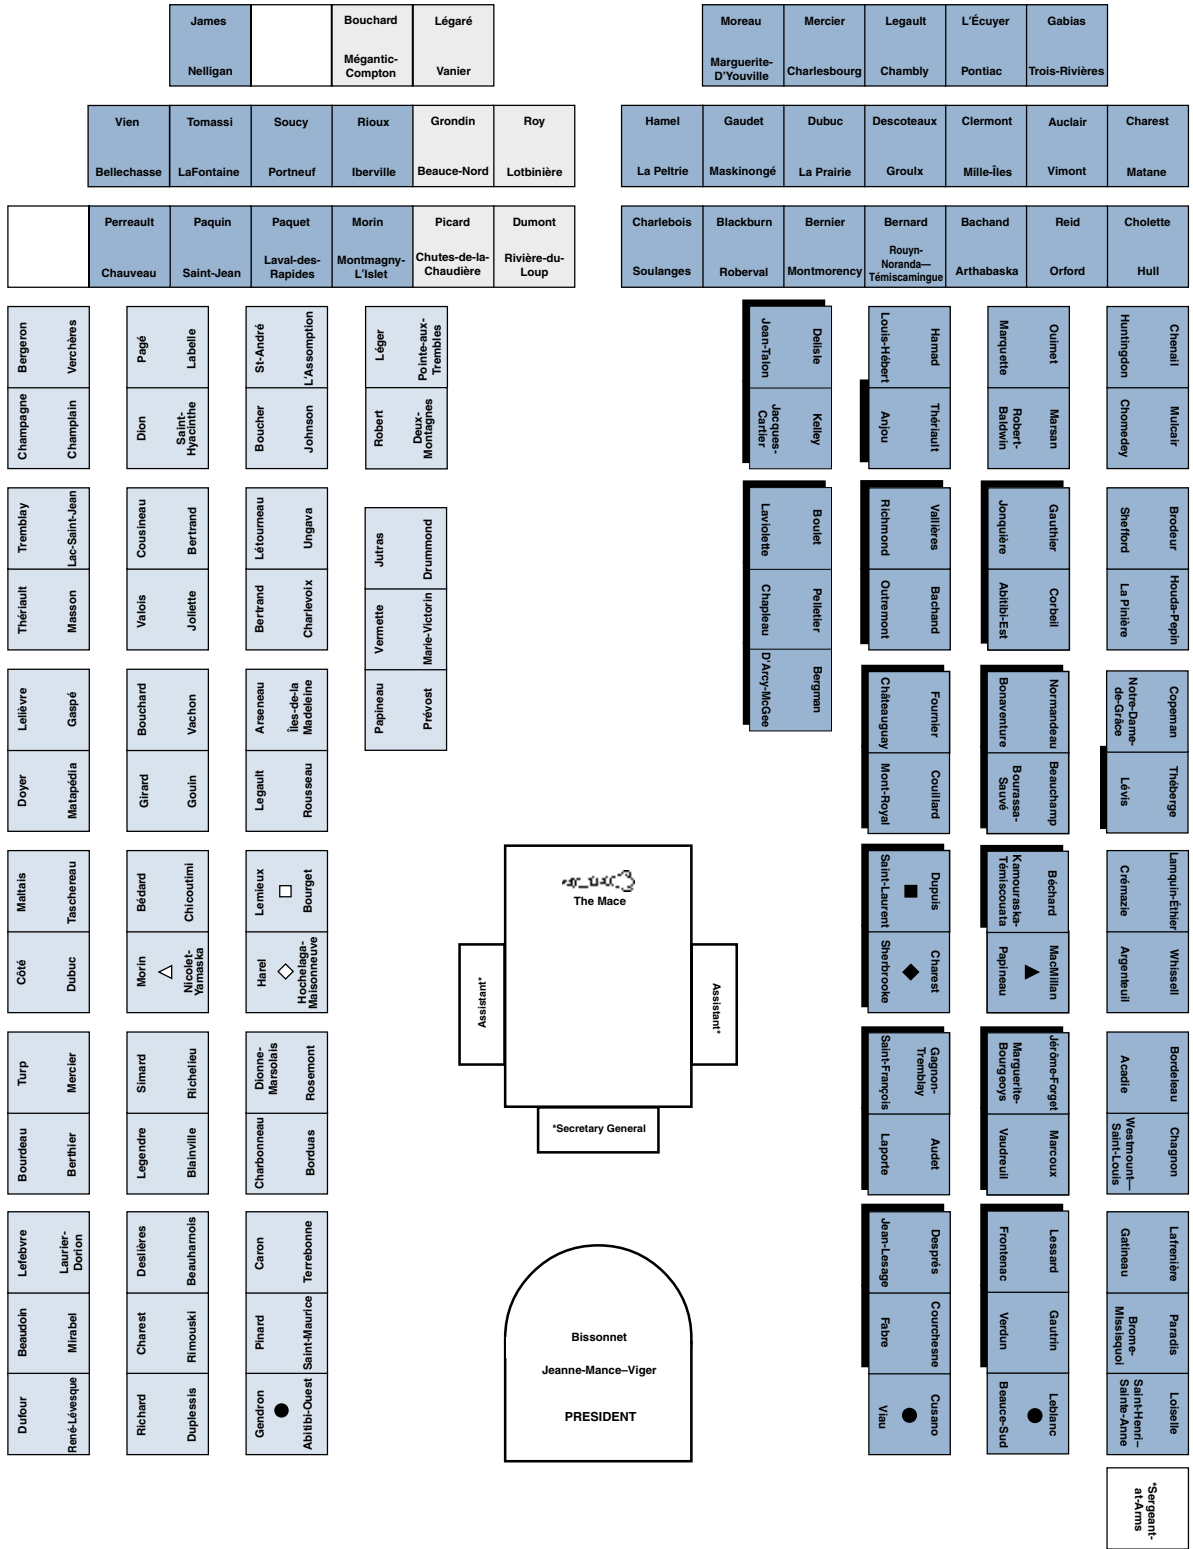 James
Nelligan
Bouchard
Mégantic-
Compton
Légaré
Vanier
Moreau
Marguerite-
D'Youville
Mercier
Charlesbourg
Legault
Chambly
L'Écuyer
Pontiac
Gabias
Trois-Rivières
Vien
Bellechasse
Tomassi
LaFontaine
Soucy
Portneuf
Rioux
Iberville
Grondin
Beauce-Nord
Roy
Lotbinière
Hamel
La Peltrie
Gaudet
Maskinongé
Dubuc
La Prairie
Descoteaux
Groulx
Clermont
Mille-Îles
Auclair
Vimont
Charest
Matane
Perreault
Chauveau
Paquin
Saint-Jean
Paquet
Laval-des-
Rapides
Morin
Montmagny-
L'Islet
Picard
Chutes-de-la-
Chaudière
Dumont
Rivière-du-
Loup
Charlebois
Soulanges
Blackburn
Roberval
Bernier
Montmorency
Bernard
Rouyn-
Noranda—
Témiscamingue
Bachand
Arthabaska
Reid
Orford
Cholette
Hull
Bergeron
Verchères
Champagne
Champlain
Pagé
Labelle
Dion
Saint-
Hyacinthe
St-André
L'Assomption
Boucher
Johnson
Léger
Pointe-aux-
Trembles
Robert
Deux-
Montagnes
Delisle
Jean-Talon
Kelley
Jacques-
Cartier
Hamad
Louis-Hébert
Thériault
Anjou
Ouimet
Marquette
Marsan
Robert-
Baldwin
Chenail
Huntingdon
Mulcair
Chomedey
Tremblay
Lac-Saint-Jean
Thériault
Masson
Cousineau
Bertrand
Valois
Joliette
Létourneau
Ungava
Bertrand
Charlevoix
Jutras
Drummond
Vermette
Marie-Victorin
Papineau
Prévost
Boulet
Laviolette
Pelletier
Chapleau
Bergman
D'Arcy-McGee
Vallières
Richmond
Bachand
Outremont
Gauthier
Jonquière
Corbeil
Abitibi-Est
Brodeur
Shefford
Houda-Pepin
La Pinière
Lelièvre
Gaspé
Doyer
Matapédia
Bouchard
Vachon
Girard
Gouin
Arseneau
Îles-de-la
Madeleine
Legault
Rousseau
Fournier
Châteauguay
Couillard
Mont-Royal
Normandeau
Bonaventure
Beauchamp
Bourassa-
Sauvé
Copeman
Notre-Dame-
de-Grâce
Théberge
Lévis
Maltais
Taschereau
Côté
Dubuc
Bédard
Chicoutimi
Morin
Nicolet-
Yamaska
Lemieux
Bourget
Harel
Hochelaga-
Maisonneuve
The Mace
Assistant*
Assistant*
*Secretary General
Dupuis
Saint-Laurent
Charest
Sherbrooke
Béchard
Kamouraska-
Témiscouata
MacMillan
Papineau
Lamquin-Éthier
Crémazie
Whissell
Argenteuil
Turp
Mercier
Bourdeau
Berthier
Simard
Richelieu
Legendre
Blainville
Dionne-
Marsolais
Rosemont
Charbonneau
Borduas
Gagnon-
Tremblay
Saint-François
Audet
Laporte
Jérôme-Forget
Marguerite-
Bourgeoys
Marcoux
Vaudreuil
Bordeleau
Acadie
Chagnon
Westmount—
Saint-Louis
Lefebvre
Laurier-
Dorion
Beaudoin
Mirabel
Dufour
René-Lévesque
Deslières
Beauharnois
Charest
Rimouski
Richard
Duplessis
Caron
Terrebonne
Pinard
Saint-Maurice
Gendron
Abitibi-Ouest
Bissonnet
Jeanne-Mance–Viger
PRESIDENT
Després
Jean-Lesage
Courchesne
Fabre
Cusano
Viau
Lessard
Frontenac
Gautrin
Verdun
Leblanc
Beauce-Sud
Lafrenière
Gatineau
Paradis
Brome-
Missisquoi
Loiselle
Saint-Henri–
Sainte-Anne
*Sergeant-
at-Arms